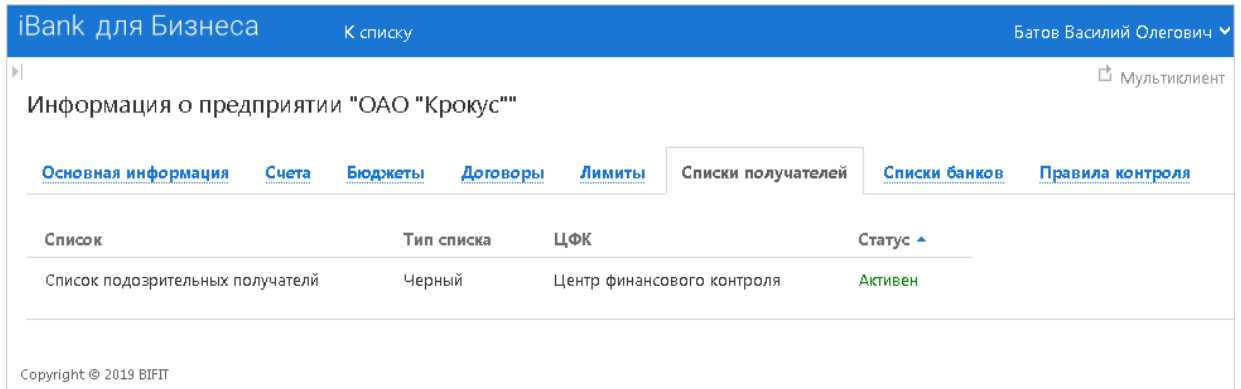 iBank для Бизнеса К списку Батов Василий Олегович
Мультиклиент
Информация о предприятии "ОАО "Крокус""
Основная информация Счета Бюджеты Договоры Лимиты Списки получателей Списки банков Правила контроля
Список Тип списка ЦФК Статус
Список подозрительных получателй Черный Центр финансового контроля Активен
Copyright © 2019 BIFIT